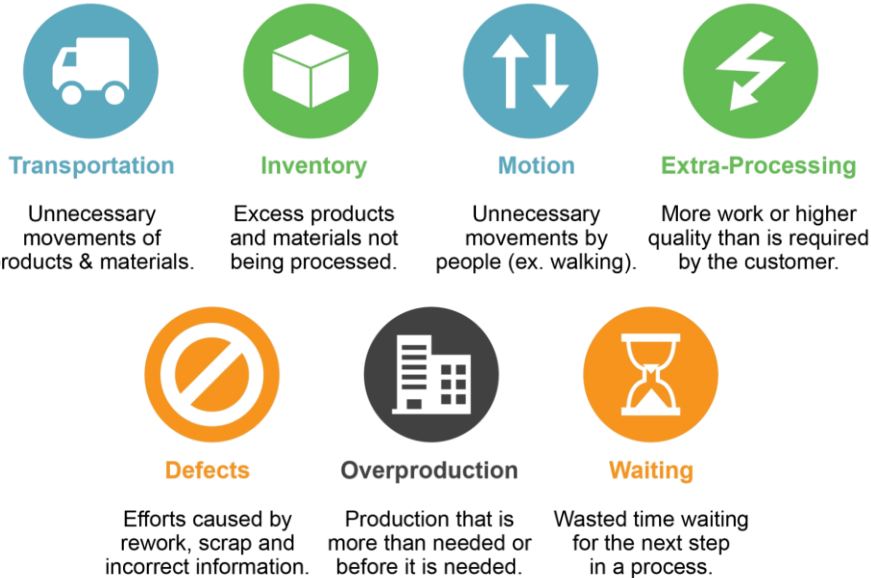 Transportation
Unnecessary
movements of
products & materials.
Inventory
Excess products
and materials not
being processed.
Motion
Unnecessary
movements by
people (ex. walking).
Extra-Processing
More work or higher
quality than is required
by the customer.
Defects
Efforts caused by
rework, scrap and
incorrect information.
Overproduction
Production that is
more than needed or
before it is needed.
Waiting
Wasted time waiting
for the next step
in a process.